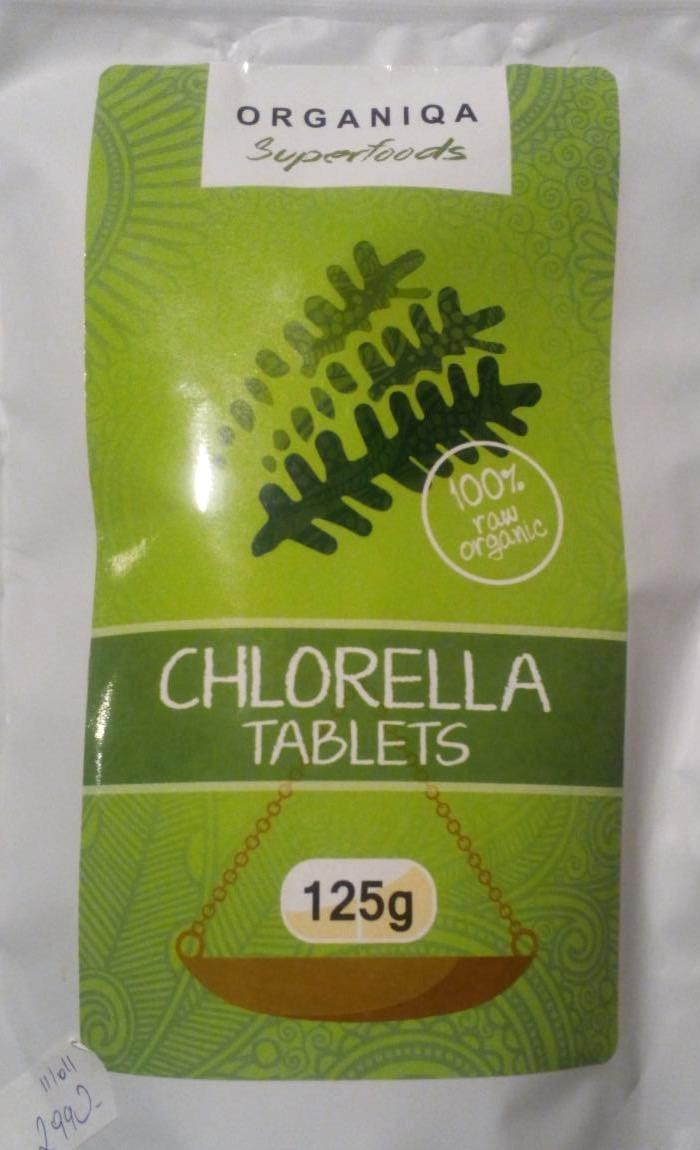 ORGANIQA
Superfoods
100%
raw
organic
CHLORELLA
TABLETS
125g
2990.-